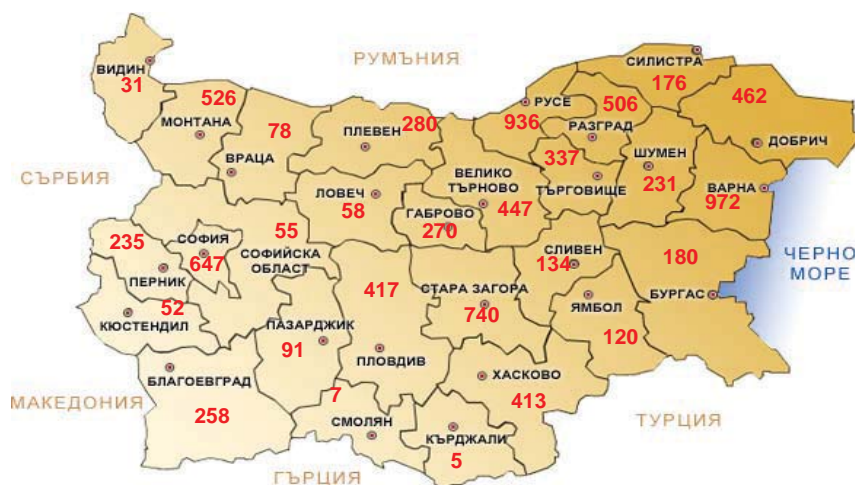 РУМЪНИЯ
СИЛИСТРА
176
ВИДИН
31
526
МОНТАНА
78
ВРАЦА
ПЛЕВЕН
280
РУСЕ
936
506
РАЗГРАД
462
ДОБРИЧ
337
ТЪРГОВИЩЕ
ШУМЕН
231
ВАРНА
972
СЪРБИЯ
ЛОВЕЧ
58
ВЕЛИКО
ТЪРНОВО
447
ГАБРОВО
270
235
ПЕРНИК
СОФИЯ
647
55
СОФИЙСКА
ОБЛАСТ
СЛИВЕН
134
180
БУРГАС
ЧЕРНО
МОРЕ
52
КЮСТЕНДИЛ
417
ПЛОВДИВ
СТАРА ЗАГОРА
740
ЯМБОЛ
120
ПАЗАРДЖИК
91
БЛАГОЕВГРАД
258
МАКЕДОНИЯ
7
СМОЛЯН
ХАСКОВО
413
КЪРДЖАЛИ
5
ТУРЦИЯ
ГЪРЦИЯ